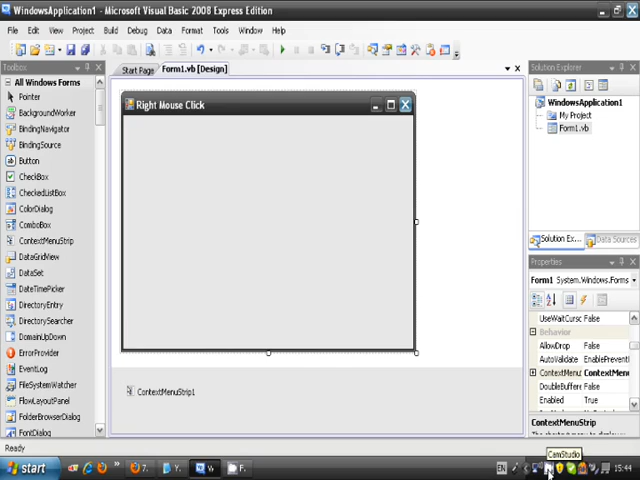 WindowsApplication1 - Microsoft Visual Basic 2008 Express Edition
File Edit View Project Build Debug Data Format Tools Window Help
Toolbox
All Windows Forms
Pointer
BackgroundWorker
BindingNavigator
BindingSource
Button
CheckBox
CheckedListBox
ColorDialog
ComboBox
ContextMenuStrip
DataGridView
DataSet
DateTimePicker
DirectoryEntry
DirectorySearcher
DomainUpDown
ErrorProvider
EventLog
FileSystemWatcher
FlowLayoutPanel
FolderBrowserDialog
FontDialog
Start Page Form1.vb [Design]
Right Mouse Click
ContextMenuStrip1
Solution Explorer
WindowsApplication1
My Project
Form1.vb
Solution Ex... Data Sources
Properties
Form1 System.Windows.Forms
UseWaitCursc False
Behavior
AllowDrop False
AutoValidate EnablePreventi
ContextMenu ContextMenu
DoubleBuffere False
Enabled True
ContextMenuStrip
Ready
CamStudio
start 7. Y. V F. EN 15:44